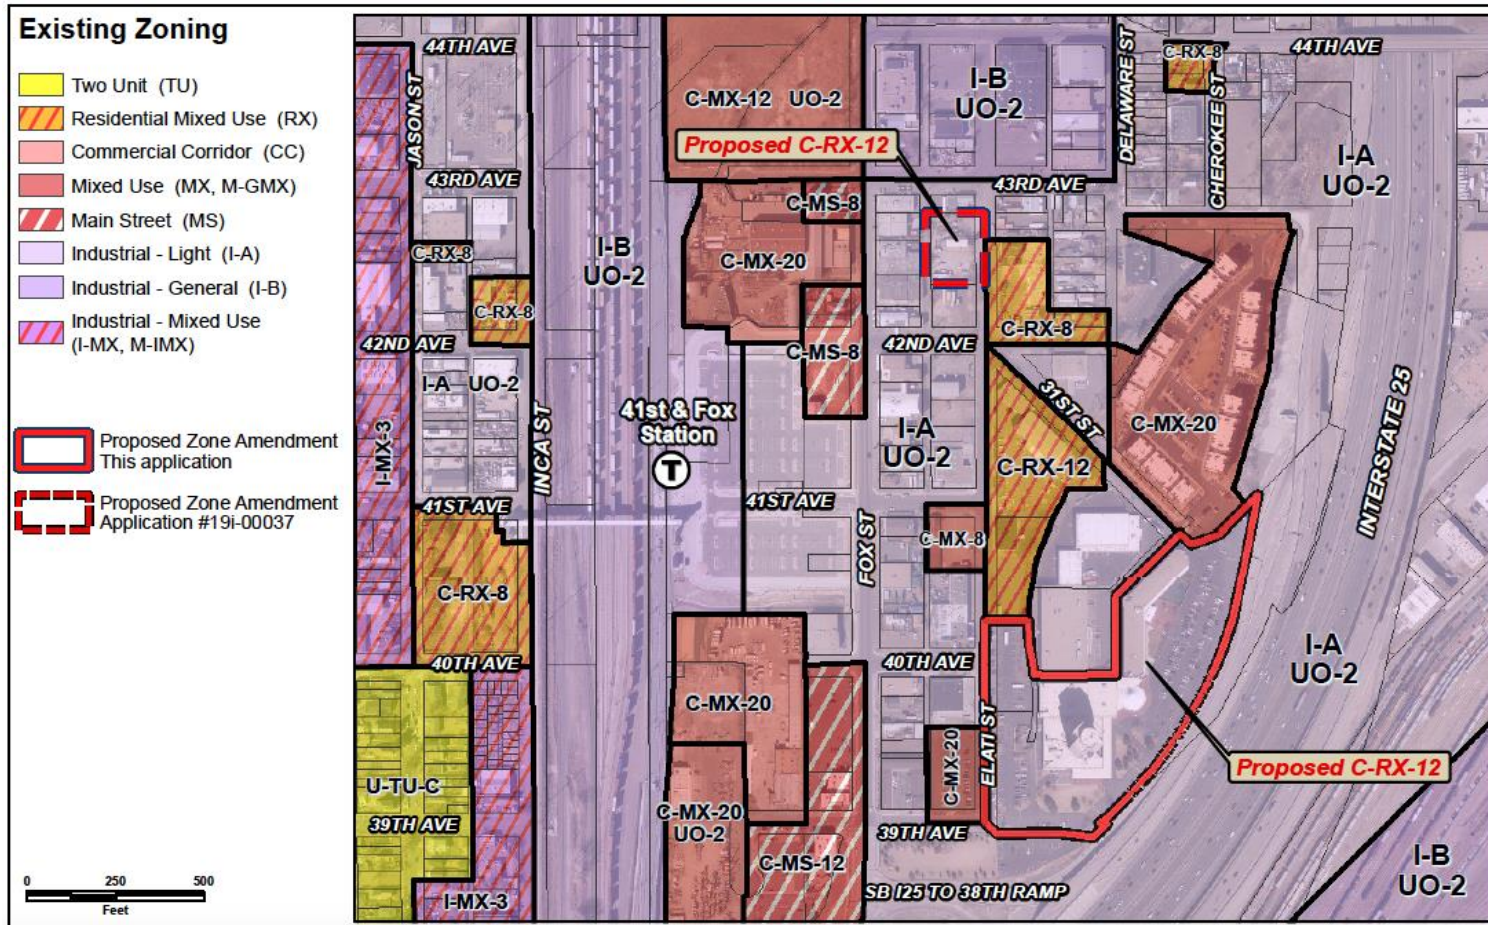 Existing Zoning
Two Unit (TU)
Residential Mixed Use (RX)
Commercial Corridor (CC)
Mixed Use (MX, M-GMX)
Main Street (MS)
Industrial - Light (I-A)
Industrial - General (I-B)
Industrial - Mixed Use
(I-MX, M-IMX)
Proposed Zone Amendment
This application
Proposed Zone Amendment
Application #19i-00037
0 250 500
Feet
44TH AVE
JASON ST
43RD AVE
C-RX-8
C-RX-8
42ND AVE
I-A UO-2
I-MX-3
INCA ST
41ST AVE
C-RX-8
40TH AVE
U-TU-C
39TH AVE
I-MX-3
I-B
UO-2
C-MX-12 UO-2
Proposed C-RX-12
C-MS-8
C-MX-20
C-MS-8
41st & Fox
Station
T
41ST AVE
FOX ST
C-MX-20
C-MX-20
UO-2
C-MS-12
I-B
UO-2
DELAWARE ST
C-RX-8
CHEROKEE ST
44TH AVE
43RD AVE
I-A
UO-2
C-RX-8
42ND AVE
31ST ST
I-A
UO-2
C-RX-12
C-MX-20
INTERSTATE 25
C-MX-8
40TH AVE
ELATI ST
C-MX-20
39TH AVE
I-A
UO-2
Proposed C-RX-12
SB I25 TO 38TH RAMP
I-B
UO-2